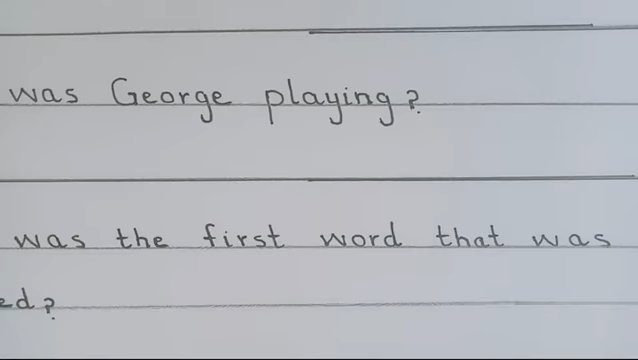 was George playing?
was the first word that was
ed?